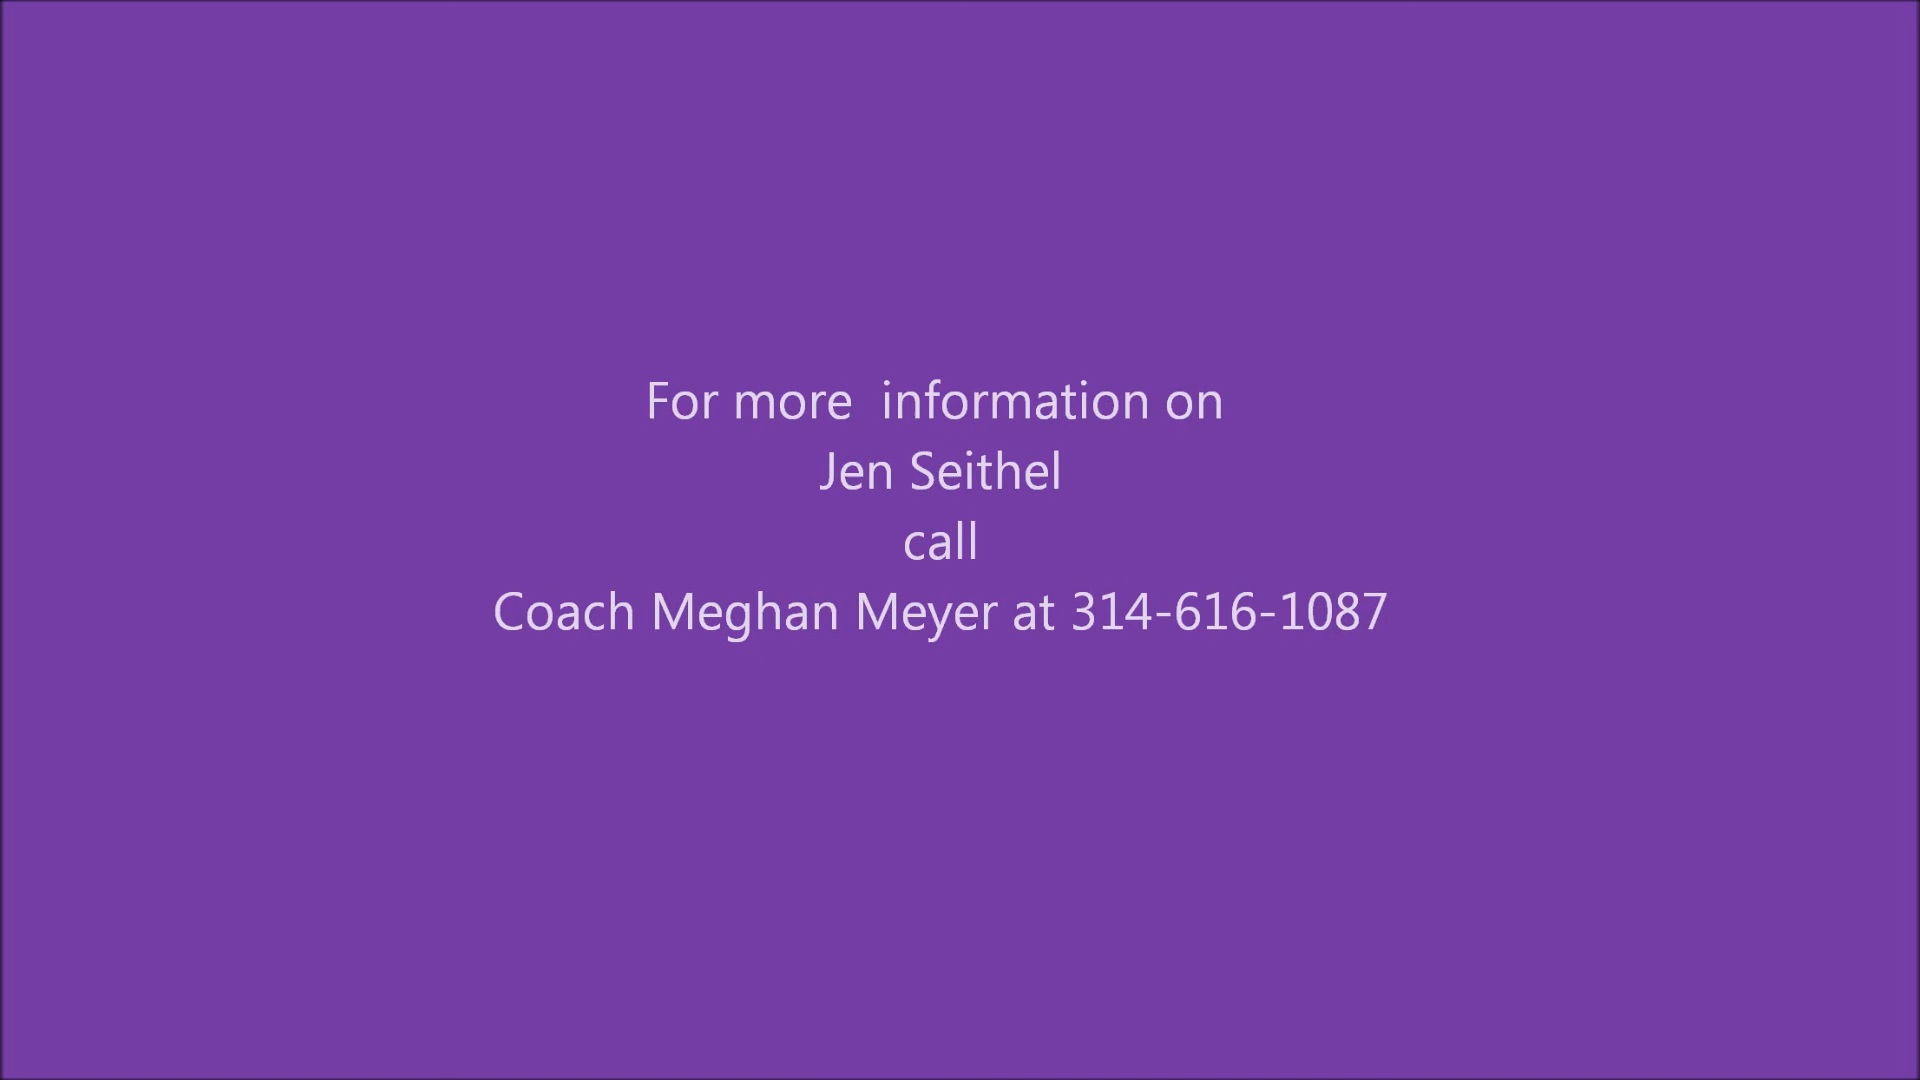 For more  information on
Jen Seithel
call
Coach Meghan Meyer at 314-616-1087